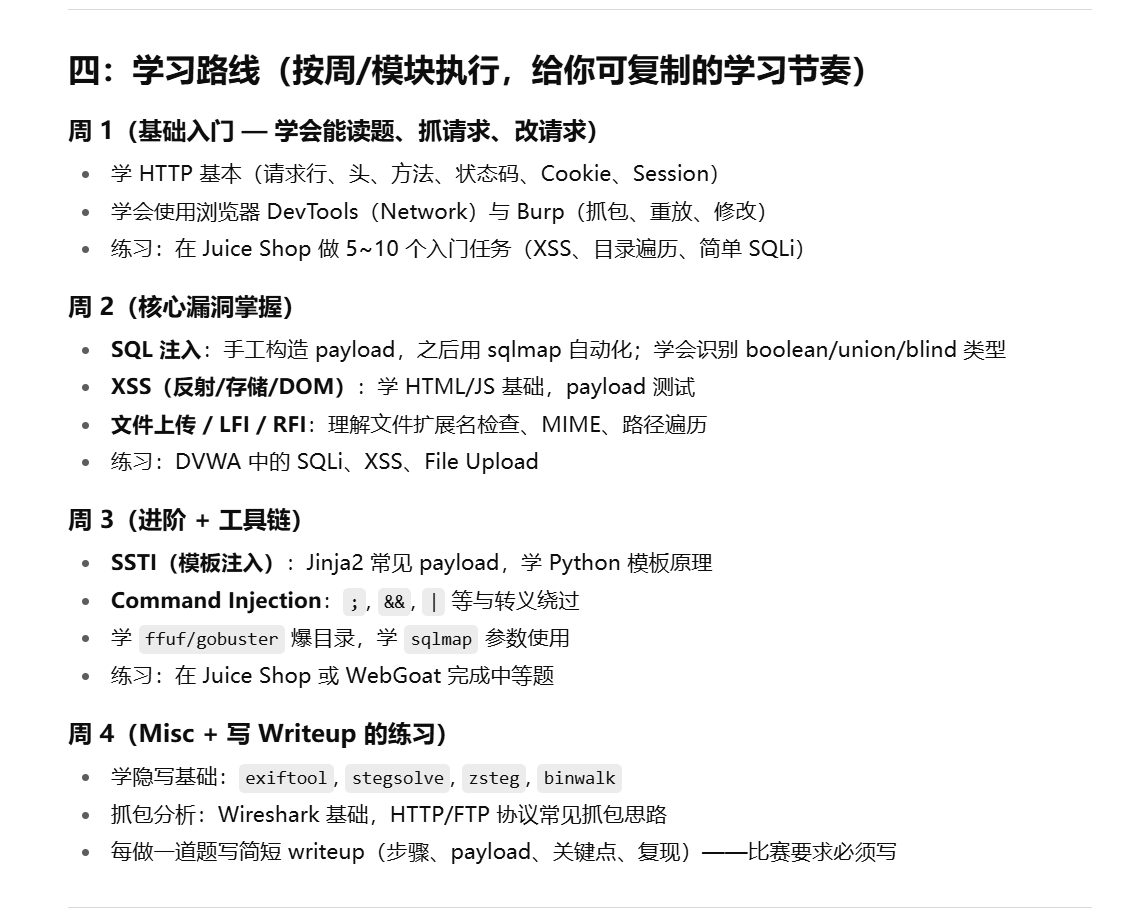 四：学习路线（按周/模块执行，给你可复制的学习节奏）
周 1（基础入门 — 学会能读题、抓请求、改请求）
• 学 HTTP 基本（请求行、头、方法、状态码、Cookie、Session）
• 学会使用浏览器 DevTools（Network）与 Burp（抓包、重放、修改）
• 练习：在 Juice Shop 做 5~10 个入门任务（XSS、目录遍历、简单 SQLi）
周 2（核心漏洞掌握）
• SQL 注入：手工构造 payload，之后用 sqlmap 自动化；学会识别 boolean/union/blind 类型
• XSS（反射/存储/DOM）：学 HTML/JS 基础，payload 测试
• 文件上传 / LFI / RFI：理解文件扩展名检查、MIME、路径遍历
• 练习：DVWA 中的 SQLi、XSS、File Upload
周 3（进阶 + 工具链）
• SSTI（模板注入）：Jinja2 常见 payload，学 Python 模板原理
• Command Injection： ; , && , | 等与转义绕过
• 学 ffuf/gobuster 爆目录，学 sqlmap 参数使用
• 练习：在 Juice Shop 或 WebGoat 完成中等题
周 4（Misc + 写 Writeup 的练习）
• 学隐写基础： exiftool , stegsolve , zsteg , binwalk
• 抓包分析：Wireshark 基础，HTTP/FTP 协议常见抓包思路
• 每做一道题写简短 writeup（步骤、payload、关键点、复现）——比赛要求必须写